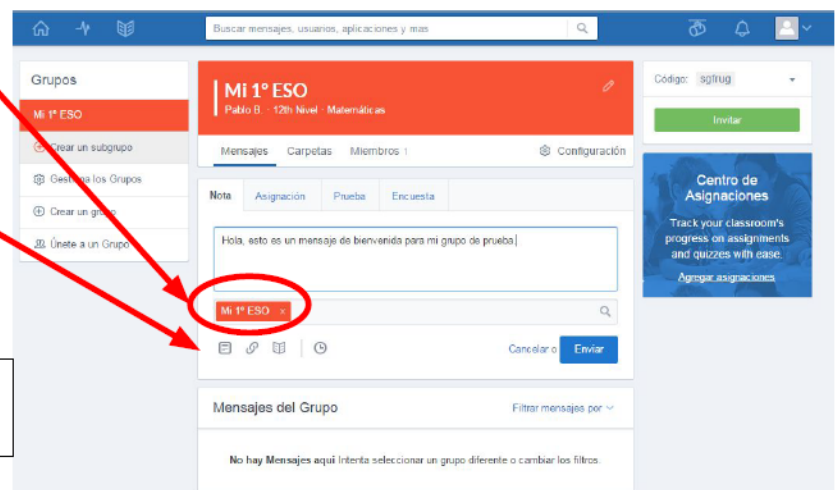 Buscar mensajes, usuarios, aplicaciones y mas
Grupos
Mi 1º ESO
Crear un subgrupo
Gestiona los Grupos
Crear un grupo
Únete a un Grupo
Mi 1º ESO
Pablo B. · 12th Nivel · Matemáticas
Mensajes Carpetas Miembros 1 Configuración
Nota Asignación Prueba Encuesta
Hola, esto es un mensaje de bienvenida para mi grupo de prueba
Mi 1º ESO ×
Cancelar o Enviar
Mensajes del Grupo Filtrar mensajes por
No hay Mensajes aquí Intenta seleccionar un grupo diferente o cambiar los filtros.
Código: sgfrug
Invitar
Centro de
Asignaciones
Track your classroom's
progress on assignments
and quizzes with ease.
Agregar asignaciones